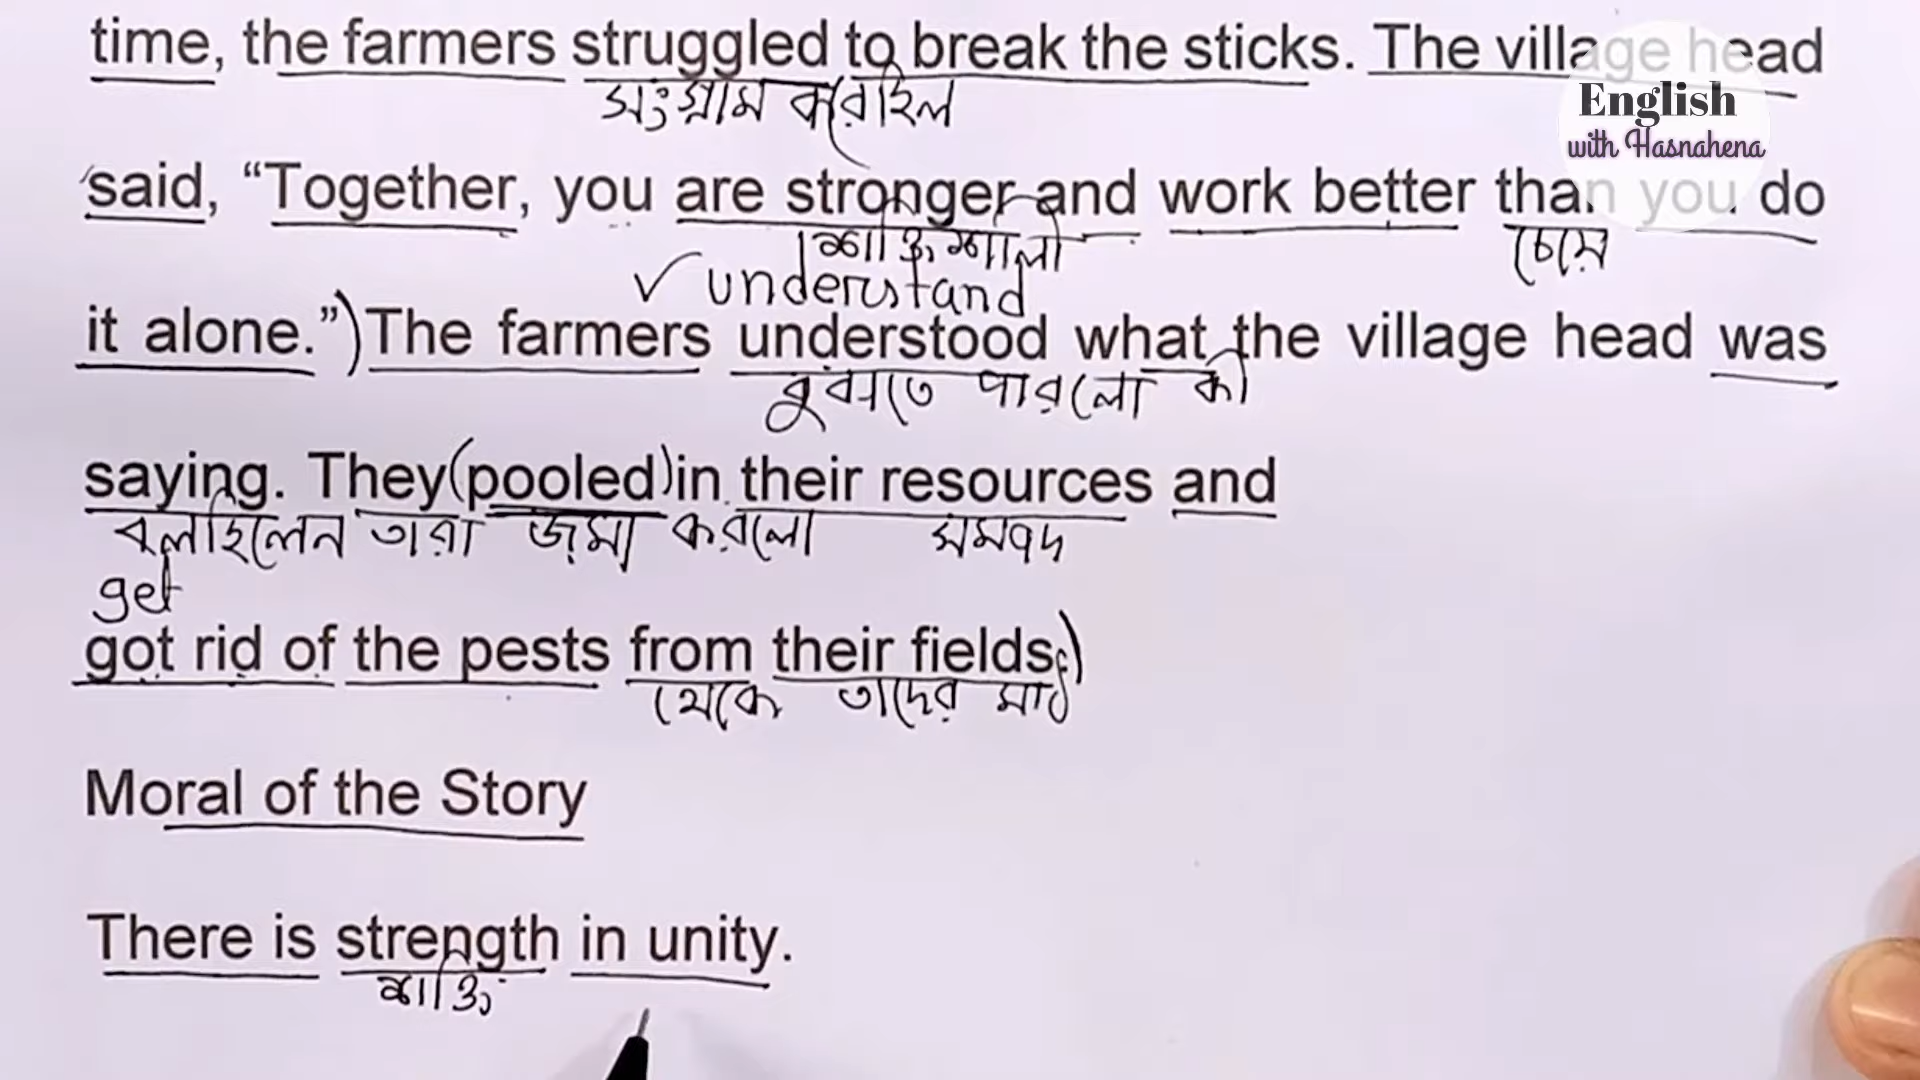 time, the farmers struggled to break the sticks. The village head
সংগ্রাম করেছিল
English
with Hasnahena
said, “Together, you are stronger and work better than you do
শক্তিশালী চেয়ে
understand
it alone.”) The farmers understood what the village head was
বুঝতে পারলো কী
saying. They (pooled) in their resources and
বলছিলেন তারা জমা করলো সম্পদ
get
got rid of the pests from their fields.)
থেকে তাদের মাঠ
Moral of the Story
There is strength in unity.
শক্তি